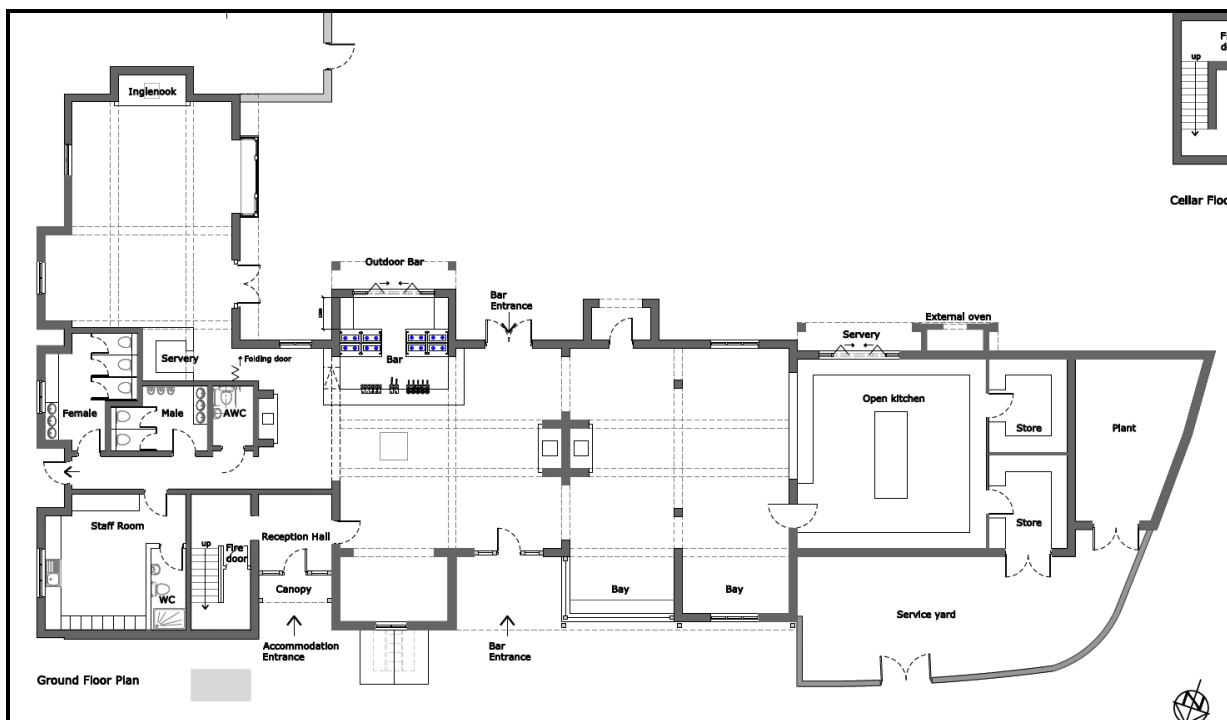 Inglenook
up
Cellar Floo
Outdoor Bar
Bar
Entrance
Servery
External oven
Bar
Servery
Folding door
Female
Male
AWC
Open kitchen
Store
Plant
Staff Room
up
Fire
door
Reception Hall
Store
WC
Canopy
Bay
Bay
Service yard
Accommodation
Entrance
Bar
Entrance
Ground Floor Plan
N